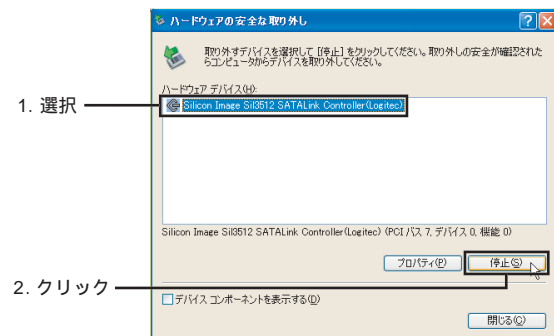 ハードウェアの安全な取り外し
取り外すデバイスを選択して [停止] をクリックしてください。取り外しの安全が確認された
らコンピュータからデバイスを取り外してください。
ハードウェア デバイス(H):
1. 選択
Silicon Image SiI3512 SATALink Controller(Logitec)
Silicon Image SiI3512 SATALink Controller(Logitec) (PCI バス 7, デバイス 0, 機能 0)
プロパティ(P)
停止(S)
2. クリック
デバイス コンポーネントを表示する(D)
閉じる(C)